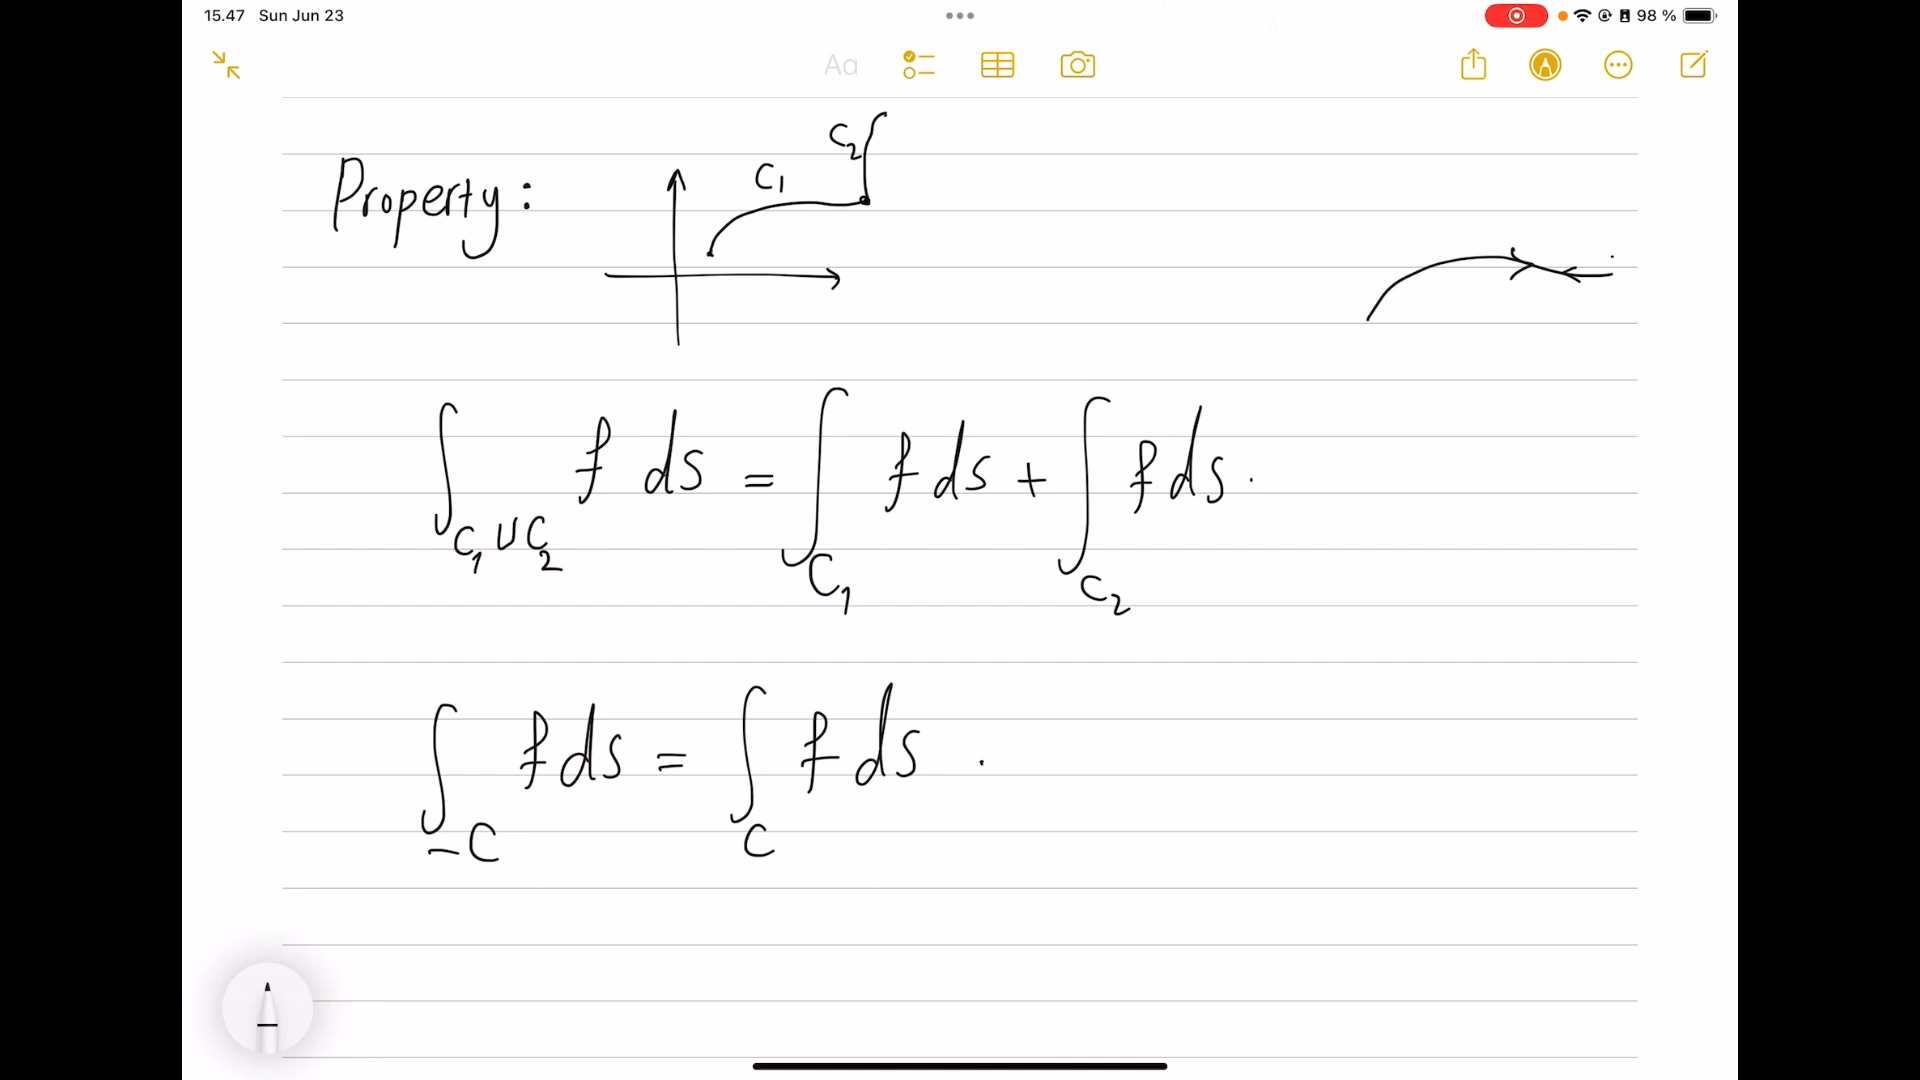 15.47 Sun Jun 23
98 %
Aa
C₂
C₁
Property:
∫_{C₁∪C₂} f ds = ∫_{C₁} f ds + ∫_{C₂} f ds.
∫_{-C} f ds = ∫_{C} f ds.